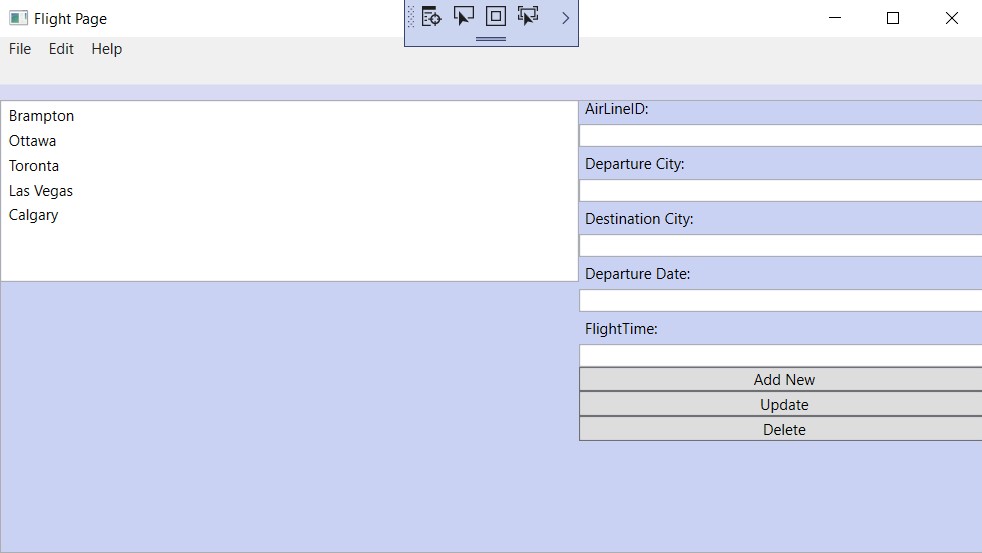 Flight Page
File Edit Help
Brampton
Ottawa
Toronta
Las Vegas
Calgary
AirLineID:
Departure City:
Destination City:
Departure Date:
FlightTime:
Add New
Update
Delete